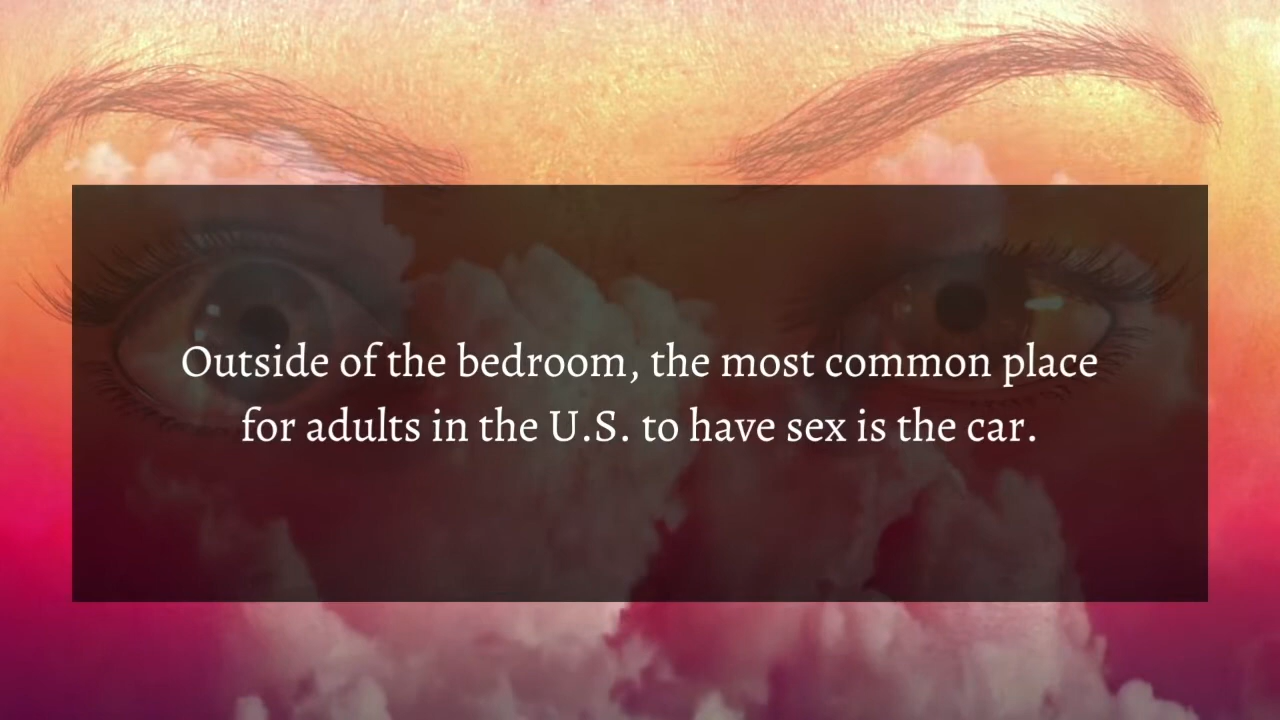 Outside of the bedroom, the most common place
for adults in the U.S. to have sex is the car.